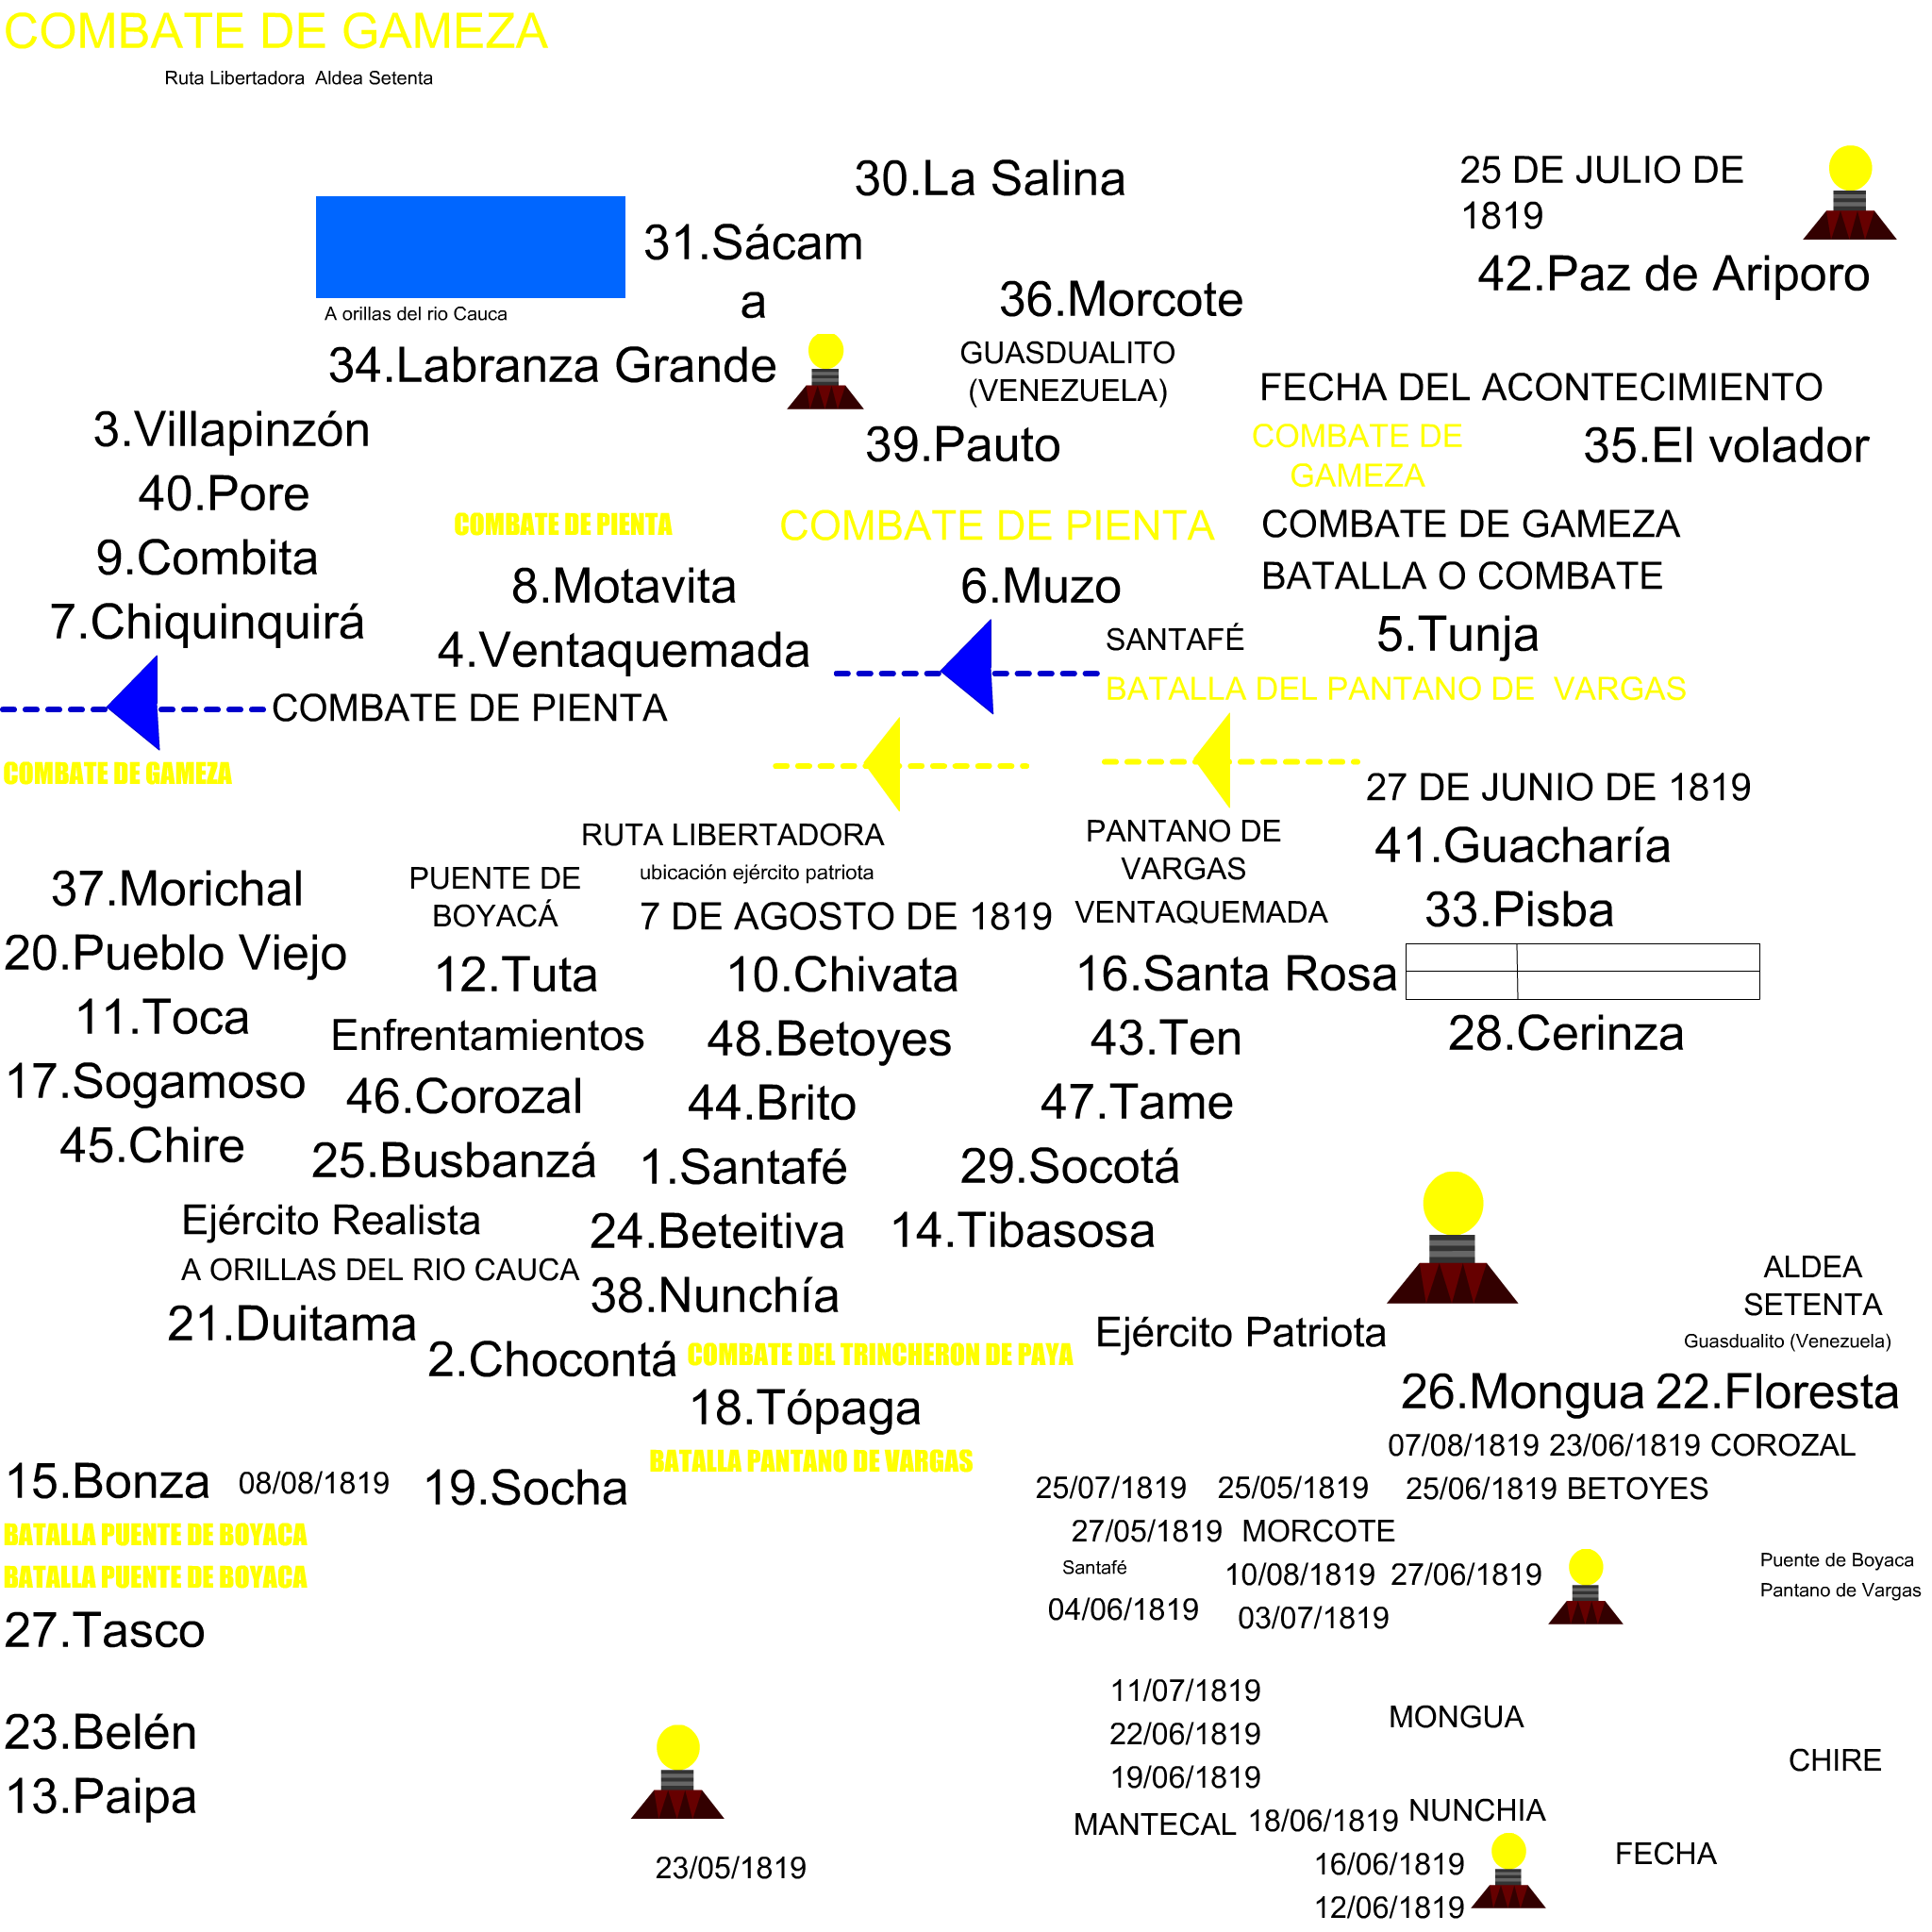 COMBATE DE GAMEZA
Ruta Libertadora  Aldea Setenta
30.La Salina
25 DE JULIO DE
1819
31.Sácam
a
42.Paz de Ariporo
36.Morcote
A orillas del rio Cauca
34.Labranza Grande
GUASDUALITO
(VENEZUELA)
FECHA DEL ACONTECIMIENTO
3.Villapinzón
39.Pauto
COMBATE DE
GAMEZA
35.El volador
40.Pore
COMBATE DE PIENTA
COMBATE DE PIENTA
COMBATE DE GAMEZA
9.Combita
8.Motavita
6.Muzo
BATALLA O COMBATE
7.Chiquinquirá
4.Ventaquemada
SANTAFÉ
5.Tunja
BATALLA DEL PANTANO DE  VARGAS
COMBATE DE PIENTA
COMBATE DE GAMEZA
27 DE JUNIO DE 1819
RUTA LIBERTADORA
PANTANO DE
VARGAS
41.Guacharía
ubicación ejército patriota
37.Morichal
PUENTE DE
BOYACÁ
7 DE AGOSTO DE 1819
VENTAQUEMADA
33.Pisba
20.Pueblo Viejo
12.Tuta
10.Chivata
16.Santa Rosa
11.Toca
Enfrentamientos
48.Betoyes
43.Ten
28.Cerinza
17.Sogamoso
46.Corozal
44.Brito
47.Tame
45.Chire
25.Busbanzá
1.Santafé
29.Socotá
Ejército Realista
24.Beteitiva
14.Tibasosa
A ORILLAS DEL RIO CAUCA
38.Nunchía
ALDEA
SETENTA
21.Duitama
2.Chocontá
COMBATE DEL TRINCHERON DE PAYA
Ejército Patriota
Guasdualito (Venezuela)
18.Tópaga
26.Mongua
22.Floresta
07/08/1819
23/06/1819
COROZAL
BATALLA PANTANO DE VARGAS
15.Bonza
08/08/1819
19.Socha
25/07/1819
25/05/1819
25/06/1819
BETOYES
BATALLA PUENTE DE BOYACA
27/05/1819
MORCOTE
BATALLA PUENTE DE BOYACA
Santafé
10/08/1819
27/06/1819
Puente de Boyaca
Pantano de Vargas
27.Tasco
04/06/1819
03/07/1819
11/07/1819
23.Belén
22/06/1819
MONGUA
19/06/1819
CHIRE
13.Paipa
MANTECAL
18/06/1819
NUNCHIA
23/05/1819
16/06/1819
FECHA
12/06/1819